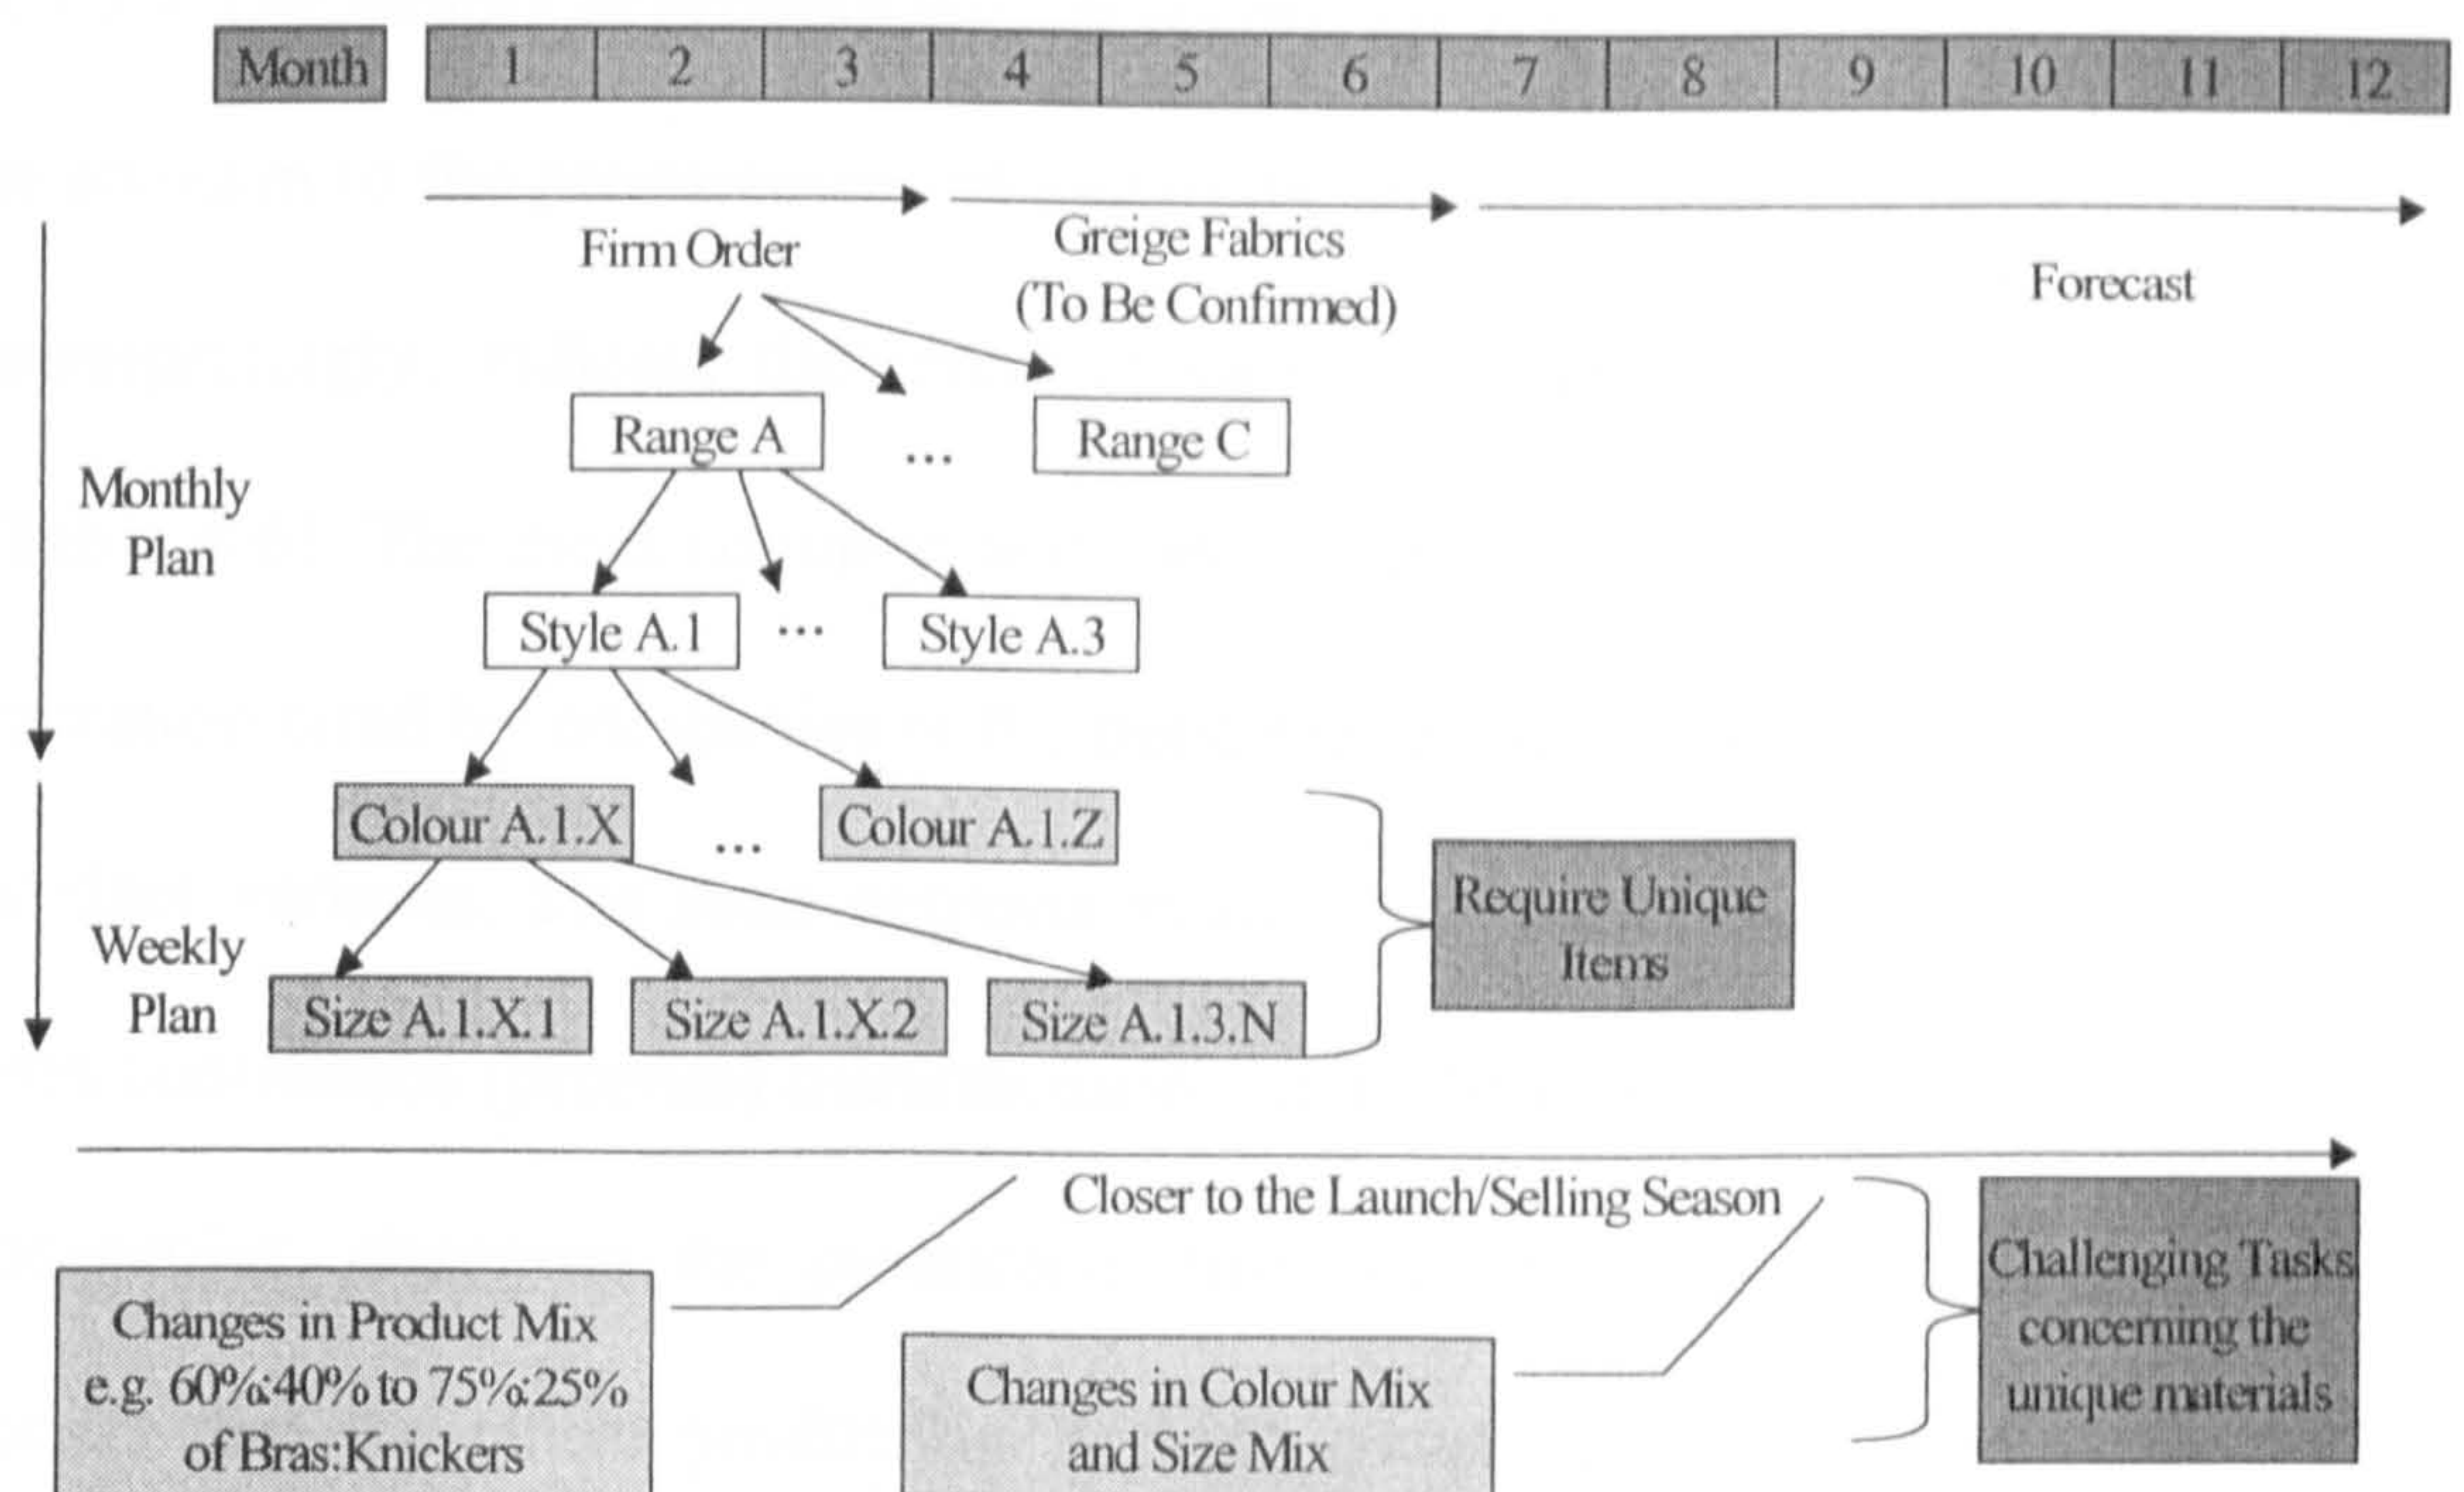 Month 1 2 3 4 5 6 7 8 9 10 11 12
Firm Order
Greige Fabrics
(To Be Confirmed)
Forecast
Monthly
Plan
Range A
...
Range C
Style A.1
...
Style A.3
Colour A.1.X
...
Colour A.1.Z
Weekly
Plan
Size A.1.X.1
Size A.1.X.2
Size A.1.3.N
Require Unique
Items
Closer to the Launch/Selling Season
Changes in Product Mix
e.g. 60%:40% to 75%:25%
of Bras:Knickers
Changes in Colour Mix
and Size Mix
Challenging Tasks
concerning the
unique materials